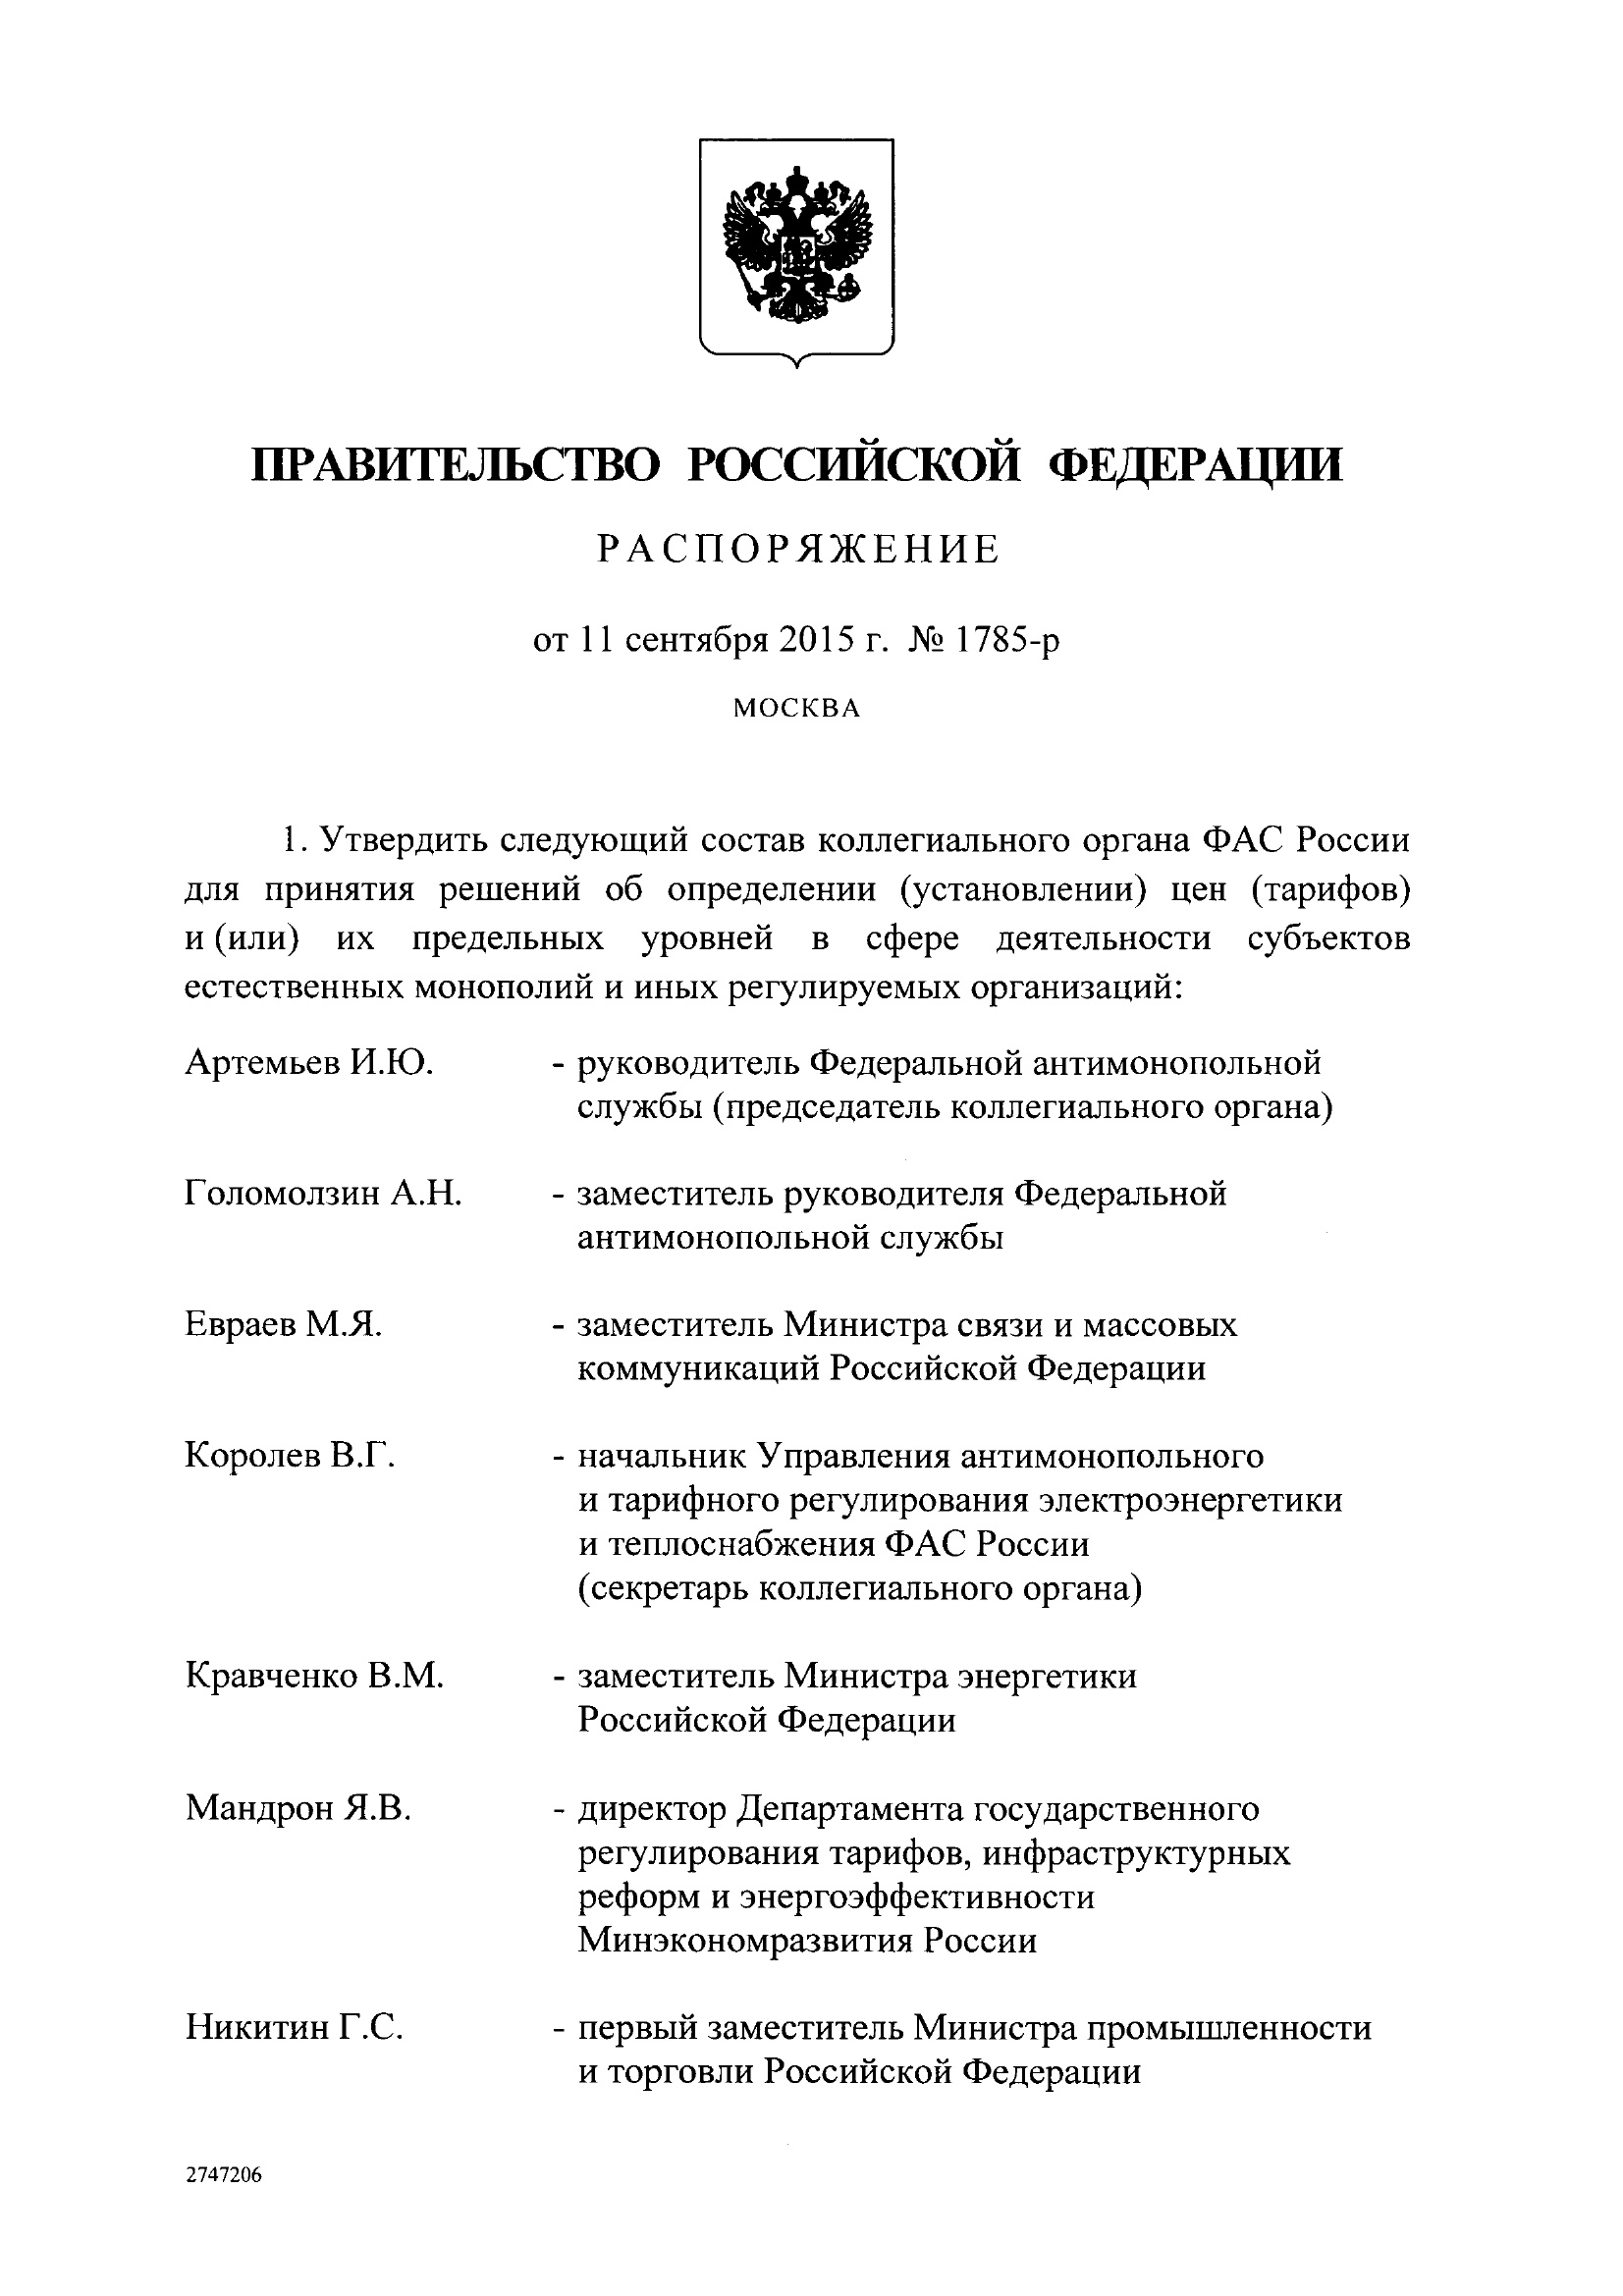 ПРАВИТЕЛЬСТВО РОССИЙСКОЙ ФЕДЕРАЦИИ
РАСПОРЯЖЕНИЕ
от 11 сентября 2015 г. № 1785-р
МОСКВА
1. Утвердить следующий состав коллегиального органа ФАС России
для принятия решений об определении (установлении) цен (тарифов)
и (или) их предельных уровней в сфере деятельности субъектов
естественных монополий и иных регулируемых организаций:
Артемьев И.Ю. - руководитель Федеральной антимонопольной
службы (председатель коллегиального органа)
Голомолзин А.Н. - заместитель руководителя Федеральной
антимонопольной службы
Евраев М.Я. - заместитель Министра связи и массовых
коммуникаций Российской Федерации
Королев В.Г. - начальник Управления антимонопольного
и тарифного регулирования электроэнергетики
и теплоснабжения ФАС России
(секретарь коллегиального органа)
Кравченко В.М. - заместитель Министра энергетики
Российской Федерации
Мандрон Я.В. - директор Департамента государственного
регулирования тарифов, инфраструктурных
реформ и энергоэффективности
Минэкономразвития России
Никитин Г.С. - первый заместитель Министра промышленности
и торговли Российской Федерации
2747206